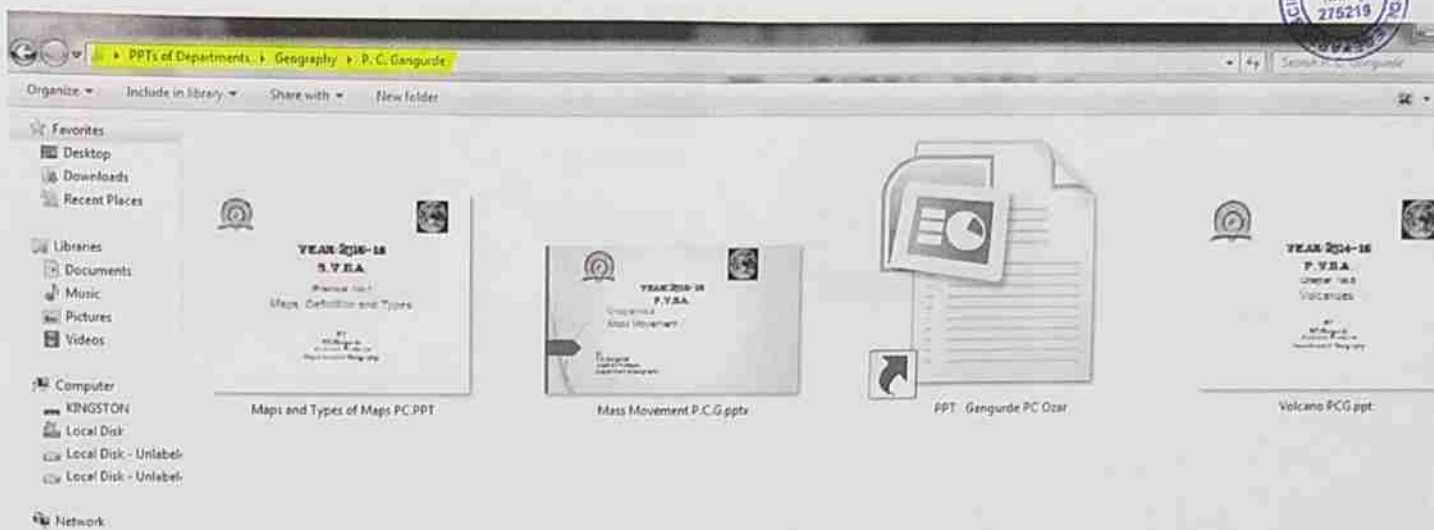 275219
PPTs of Departments ▸ Geography ▸ P. C. Gangurde
Search P. C. Gangurde
Organize
Include in library
Share with
New folder
Favorites
Desktop
Downloads
Recent Places
Libraries
Documents
Music
Pictures
Videos
Computer
KINGSTON
Local Disk
Local Disk - Unlabel
Local Disk - Unlabel
Network
S.Y.B.A.
Maps Definition and Types
Maps and Types of Maps PC.PPT
F.Y.B.A.
Mass Movement
Mass Movement P.C.G.pptx
PPT Gangurde PC Ozar
F.Y.B.A.
Volcanoes
Volcano PCG.ppt